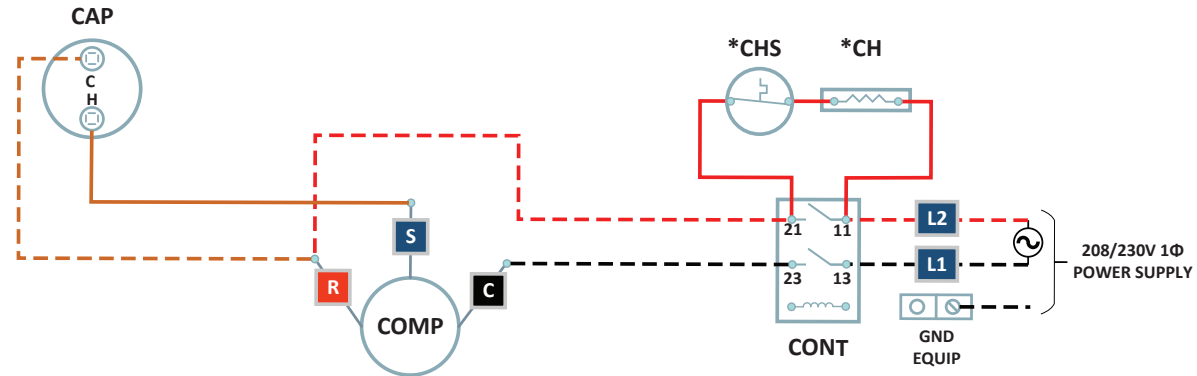 CAP
C
H
*CHS
*CH
21
11
L2
23
13
L1
208/230V 1Φ
POWER SUPPLY
S
R
C
COMP
CONT
GND
EQUIP